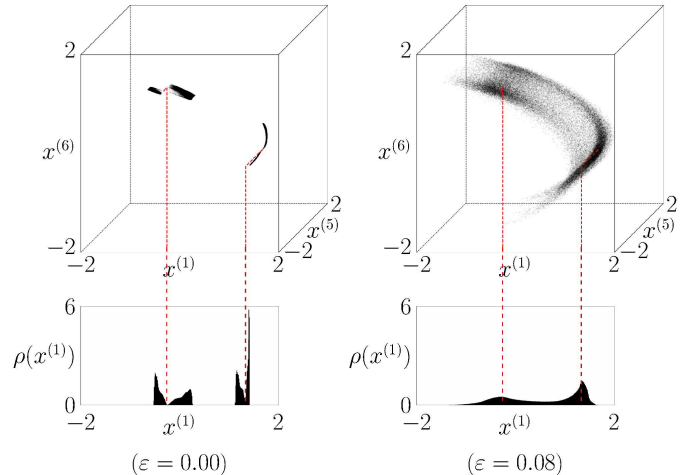 2
x^{(6)}
−2
−2
x^{(1)}
2
−2
x^{(5)}
2
6
ρ(x^{(1)})
0
−2
x^{(1)}
2
(ε = 0.00)
2
x^{(6)}
−2
−2
x^{(1)}
2
−2
x^{(5)}
2
6
ρ(x^{(1)})
0
−2
x^{(1)}
2
(ε = 0.08)